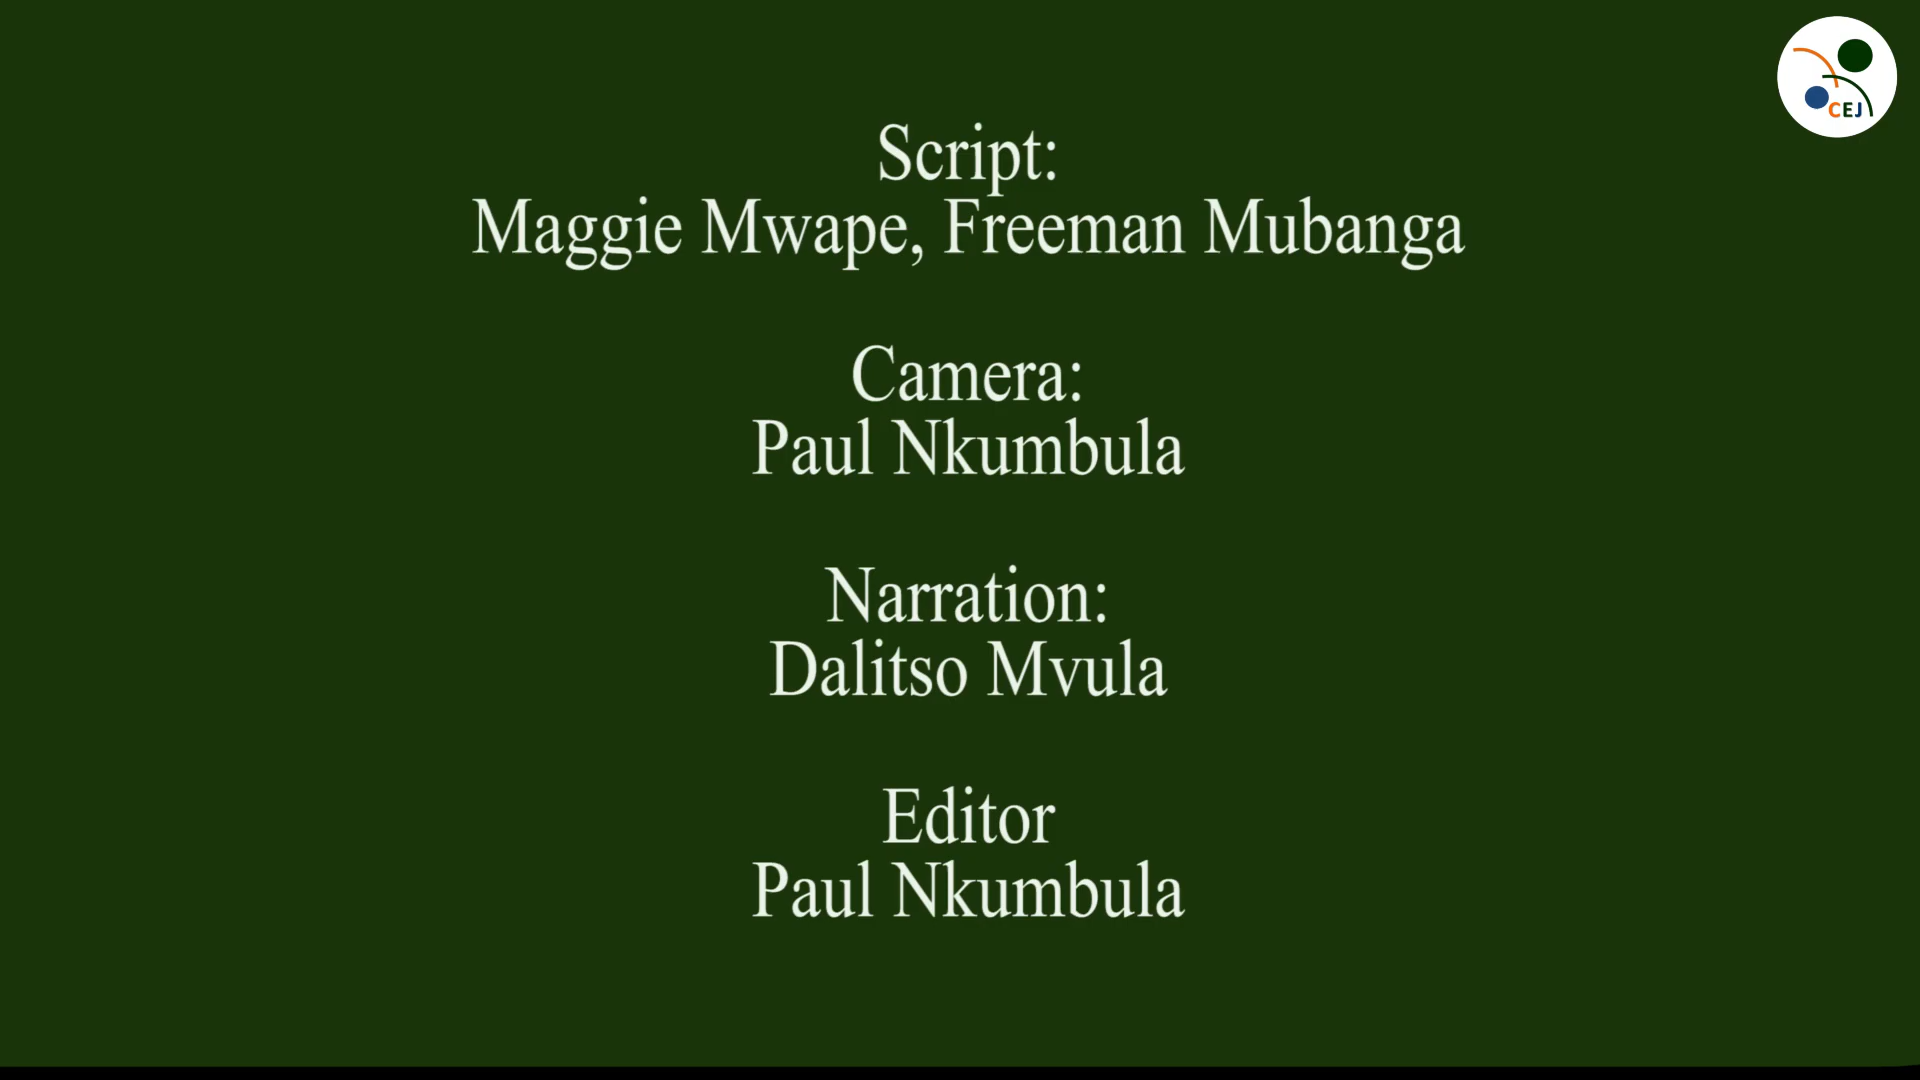 CEJ
Script:
Maggie Mwape, Freeman Mubanga
Camera:
Paul Nkumbula
Narration:
Dalitso Mvula
Editor
Paul Nkumbula